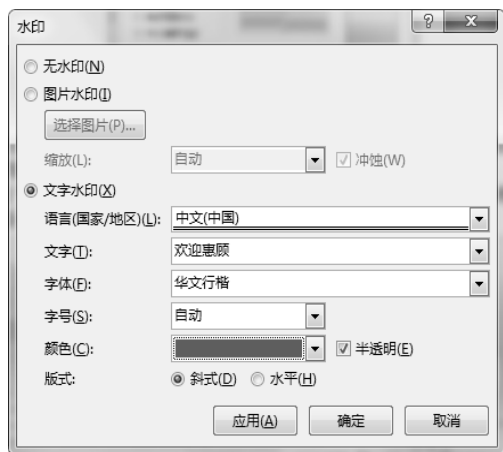 水印
无水印(N)
图片水印(I)
选择图片(P)...
缩放(L): 自动 冲蚀(W)
文字水印(X)
语言(国家/地区)(L): 中文(中国)
文字(T): 欢迎惠顾
字体(F): 华文行楷
字号(S): 自动
颜色(C): 半透明(E)
版式: 斜式(D) 水平(H)
应用(A) 确定 取消